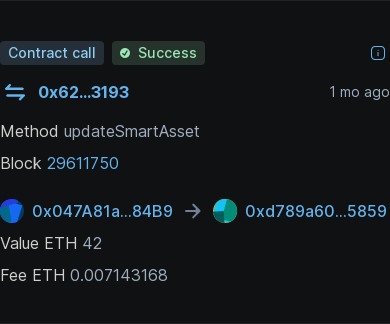 Contract call Success
0x62...3193 1 mo ago
Method updateSmartAsset
Block 29611750
0x047A81a...84B9 → 0xd789a60...5859
Value ETH 42
Fee ETH 0.007143168